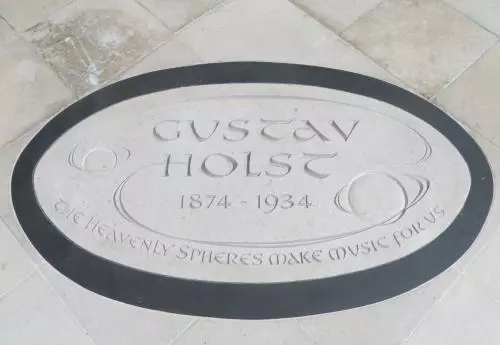 GUSTAV
HOLST
1874 - 1934
THE HEAVENLY SPHERES MAKE MUSIC FOR US